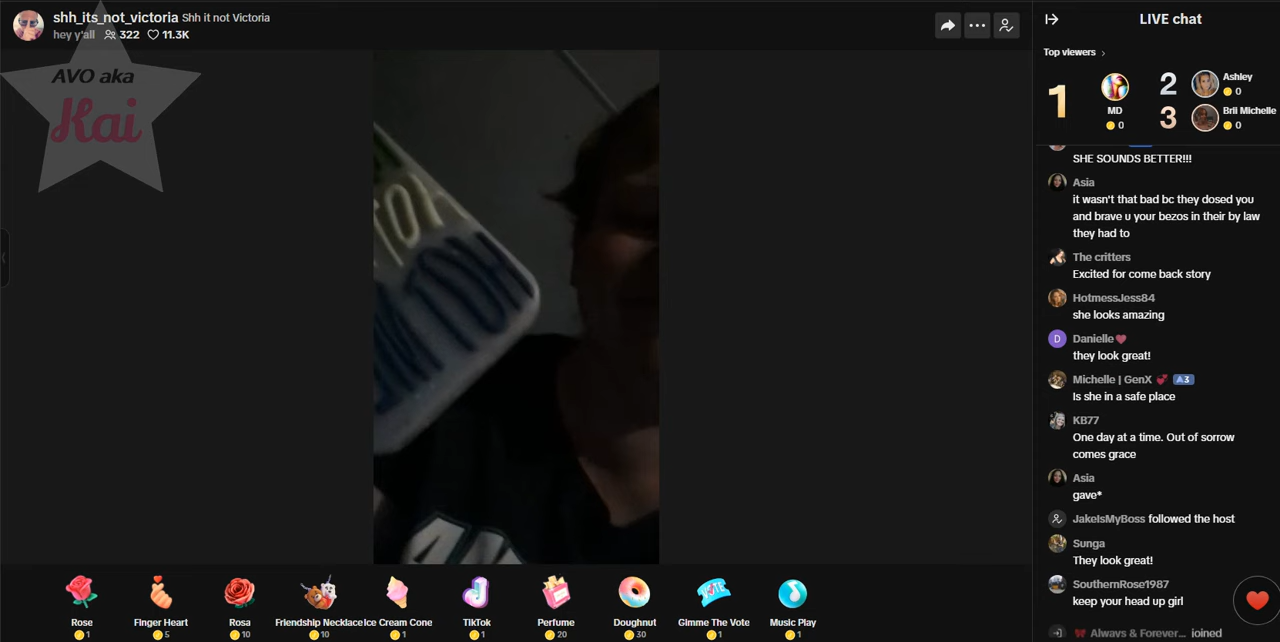 shh_its_not_victoria Shh it not Victoria
hey y'all 322 11.3K
AVO aka
Kai
LIVE chat
Top viewers
1
MD
0
2
Ashley
0
3
Brii Michelle
0
SHE SOUNDS BETTER!!!
Asia
it wasn't that bad bc they dosed you
and brave u your bezos in their by law
they had to
The critters
Excited for come back story
HotmessJess84
she looks amazing
D
Danielle
they look great!
Michelle | GenX A3
Is she in a safe place
KB77
One day at a time. Out of sorrow
comes grace
Asia
gave*
JakeIsMyBoss followed the host
Sunga
They look great!
SouthernRose1987
keep your head up girl
Always & Forever... joined
Rose
1
Finger Heart
5
Rosa
10
Friendship Necklace
10
Ice Cream Cone
1
TikTok
1
Perfume
20
Doughnut
30
VOTE
Gimme The Vote
1
Music Play
1